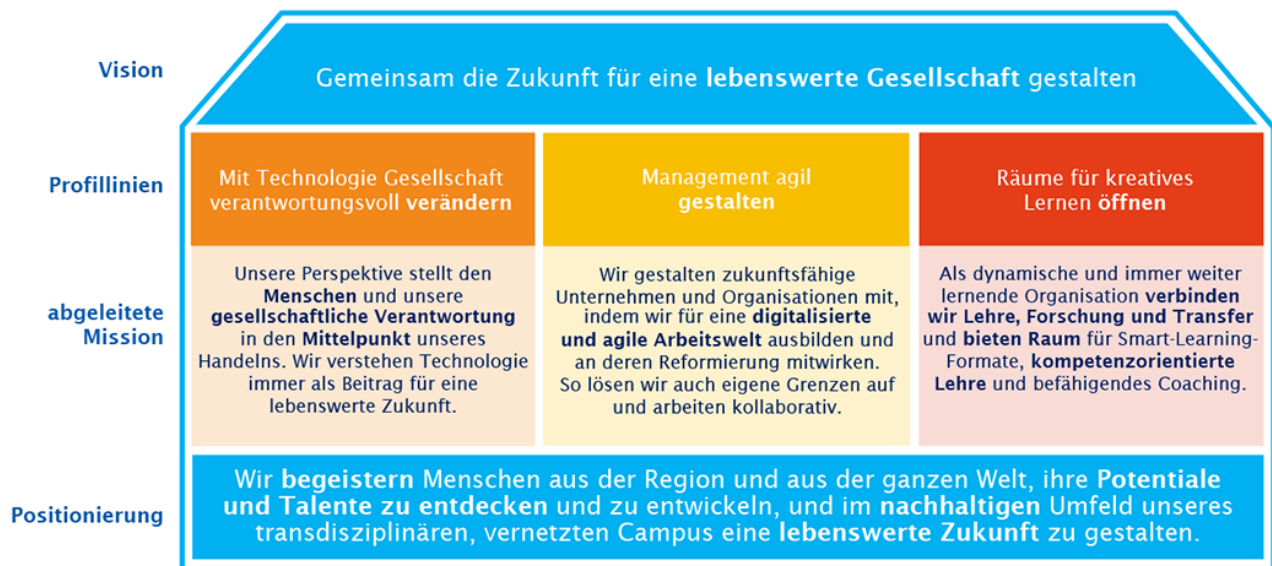 Vision
Gemeinsam die Zukunft für eine lebenswerte Gesellschaft gestalten
Profillinien
Mit Technologie Gesellschaft
verantwortungsvoll verändern
Management agil
gestalten
Räume für kreatives
Lernen öffnen
abgeleitete
Mission
Unsere Perspektive stellt den
Menschen und unsere
gesellschaftliche Verantwortung
in den Mittelpunkt unseres
Handelns. Wir verstehen Technologie
immer als Beitrag für eine
lebenswerte Zukunft.
Wir gestalten zukunftsfähige
Unternehmen und Organisationen mit,
indem wir für eine digitalisierte
und agile Arbeitswelt ausbilden und
an deren Reformierung mitwirken.
So lösen wir auch eigene Grenzen auf
und arbeiten kollaborativ.
Als dynamische und immer weiter
lernende Organisation verbinden
wir Lehre, Forschung und Transfer
und bieten Raum für Smart-Learning-
Formate, kompetenzorientierte
Lehre und befähigendes Coaching.
Positionierung
Wir begeistern Menschen aus der Region und aus der ganzen Welt, ihre Potentiale
und Talente zu entdecken und zu entwickeln, und im nachhaltigen Umfeld unseres
transdisziplinären, vernetzten Campus eine lebenswerte Zukunft zu gestalten.